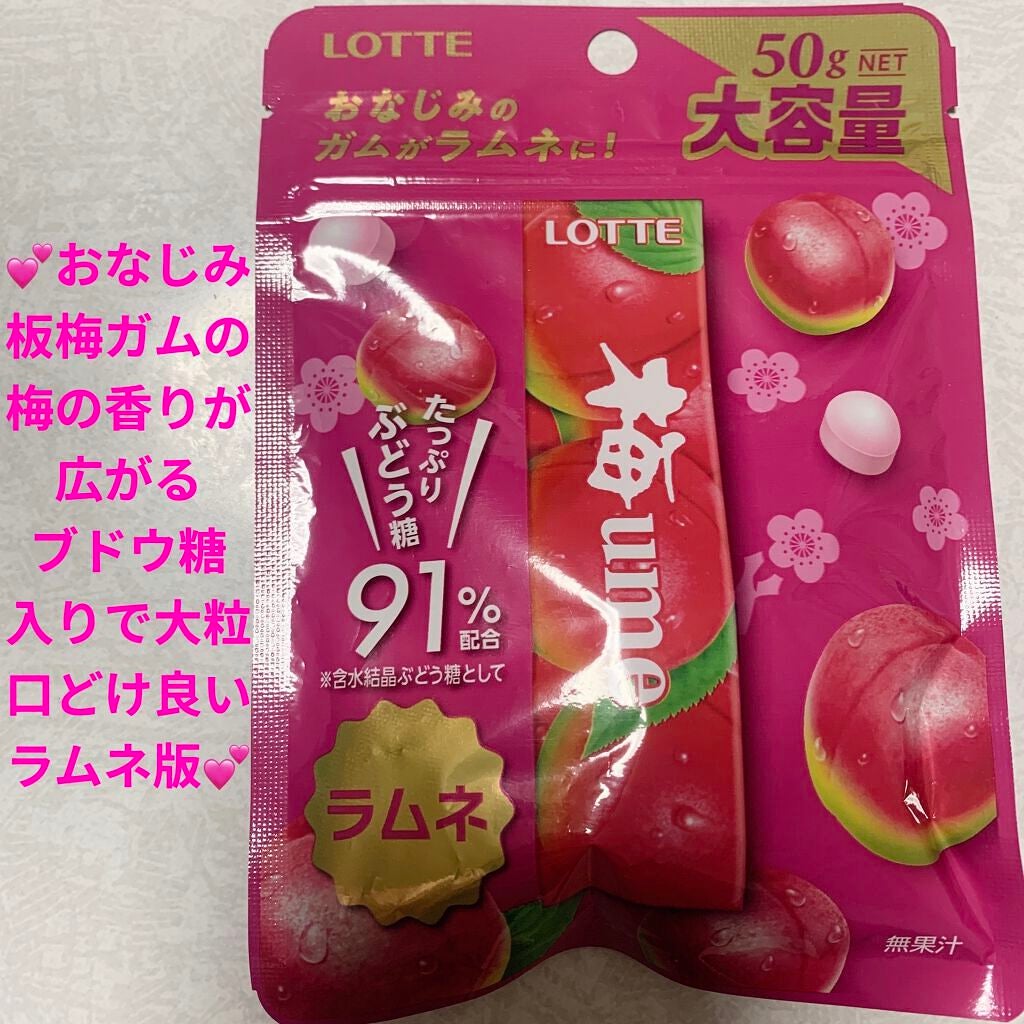 LOTTE
50g NET
大容量
おなじみの
ガムがラムネに!
LOTTE
梅 ume
たっぷり
ぶどう糖
91%
配合
※含水結晶ぶどう糖として
ラムネ
無果汁
💕おなじみ
板梅ガムの
梅の香りが
広がる
ブドウ糖
入りで大粒
口どけ良い
ラムネ版💕